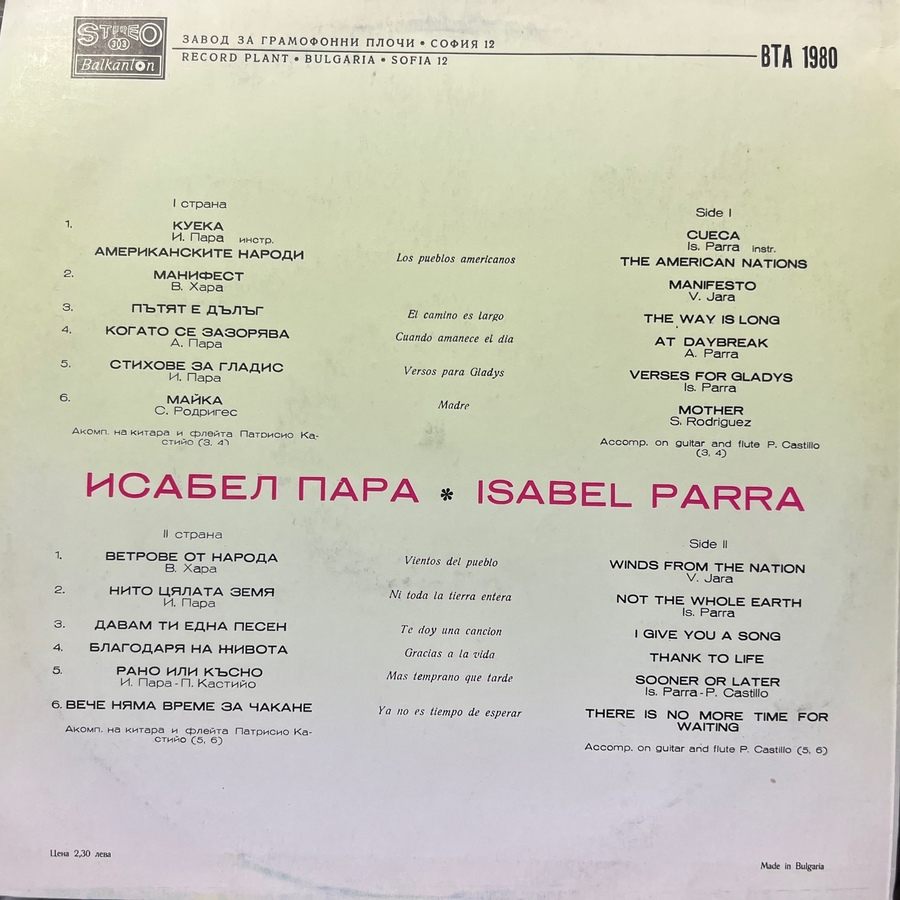 STEREO
303
Balkanton
ЗАВОД ЗА ГРАМОФОННИ ПЛОЧИ • СОФИЯ 12
RECORD PLANT • BULGARIA • SOFIA 12
ВТА 1980
I страна
1. КУЕКА
И. Пара инстр.
АМЕРИКАНСКИТЕ НАРОДИ
2. МАНИФЕСТ
В. Хара
3. ПЪТЯТ Е ДЪЛЪГ
4. КОГАТО СЕ ЗАЗОРЯВА
А. Пара
5. СТИХОВЕ ЗА ГЛАДИС
И. Пара
6. МАЙКА
С. Родригес
Акомп. на китара и флейта Патрисио Ка-
стийо (3, 4)
Los pueblos americanos
El camino es largo
Cuando amanece el dia
Versos para Gladys
Madre
Side I
CUECA
Is. Parra instr.
THE AMERICAN NATIONS
MANIFESTO
V. Jara
THE WAY IS LONG
AT DAYBREAK
A. Parra
VERSES FOR GLADYS
Is. Parra
MOTHER
S. Rodriguez
Accomp. on guitar and flute P. Castillo
(3, 4)
ИСАБЕЛ ПАРА * ISABEL PARRA
II страна
1. ВЕТРОВЕ ОТ НАРОДА
В. Хара
2. НИТО ЦЯЛАТА ЗЕМЯ
И. Пара
3. ДАВАМ ТИ ЕДНА ПЕСЕН
4. БЛАГОДАРЯ НА ЖИВОТА
5. РАНО ИЛИ КЪСНО
И. Пара - П. Кастийо
6. ВЕЧЕ НЯМА ВРЕМЕ ЗА ЧАКАНЕ
Акомп. на китара и флейта Патрисио Ка-
стийо (5, 6)
Vientos del pueblo
Ni toda la tierra entera
Te doy una cancion
Gracias a la vida
Mas temprano que tarde
Ya no es tiempo de esperar
Side II
WINDS FROM THE NATION
V. Jara
NOT THE WHOLE EARTH
Is. Parra
I GIVE YOU A SONG
THANK TO LIFE
SOONER OR LATER
Is. Parra - P. Castillo
THERE IS NO MORE TIME FOR
WAITING
Accomp. on guitar and flute P. Castillo (5, 6)
Цена 2,30 лева
Made in Bulgaria